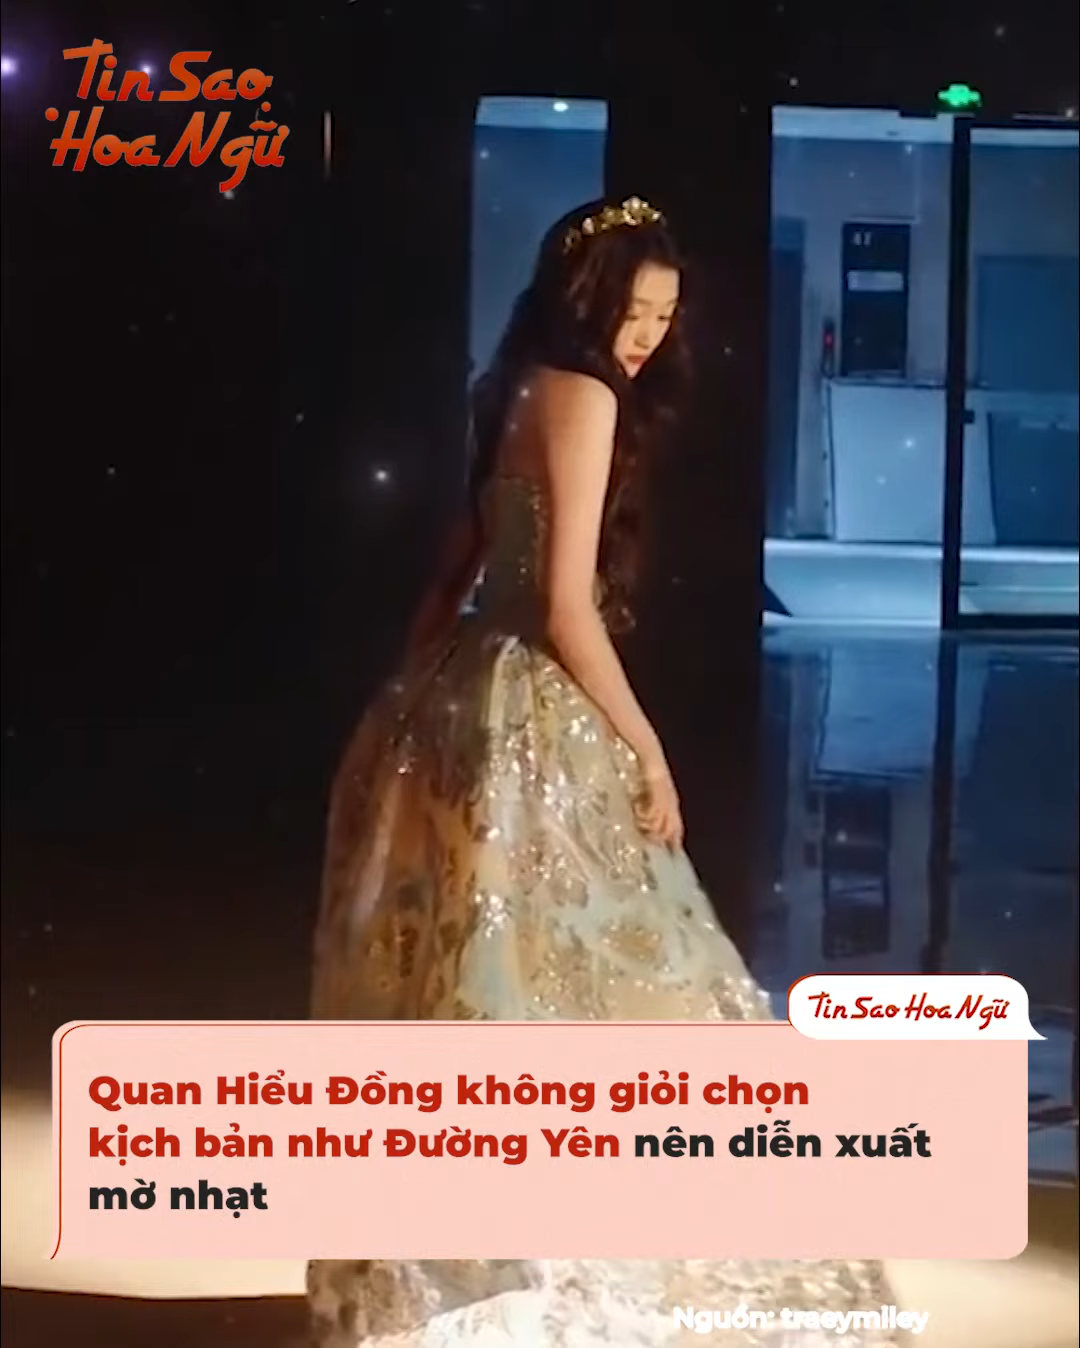 Tin Sao
Hoa Ngữ
Tin Sao Hoa Ngữ
Quan Hiểu Đồng không giỏi chọn
kịch bản như Đường Yên nên diễn xuất
mờ nhạt
Nguồn: traeymiley